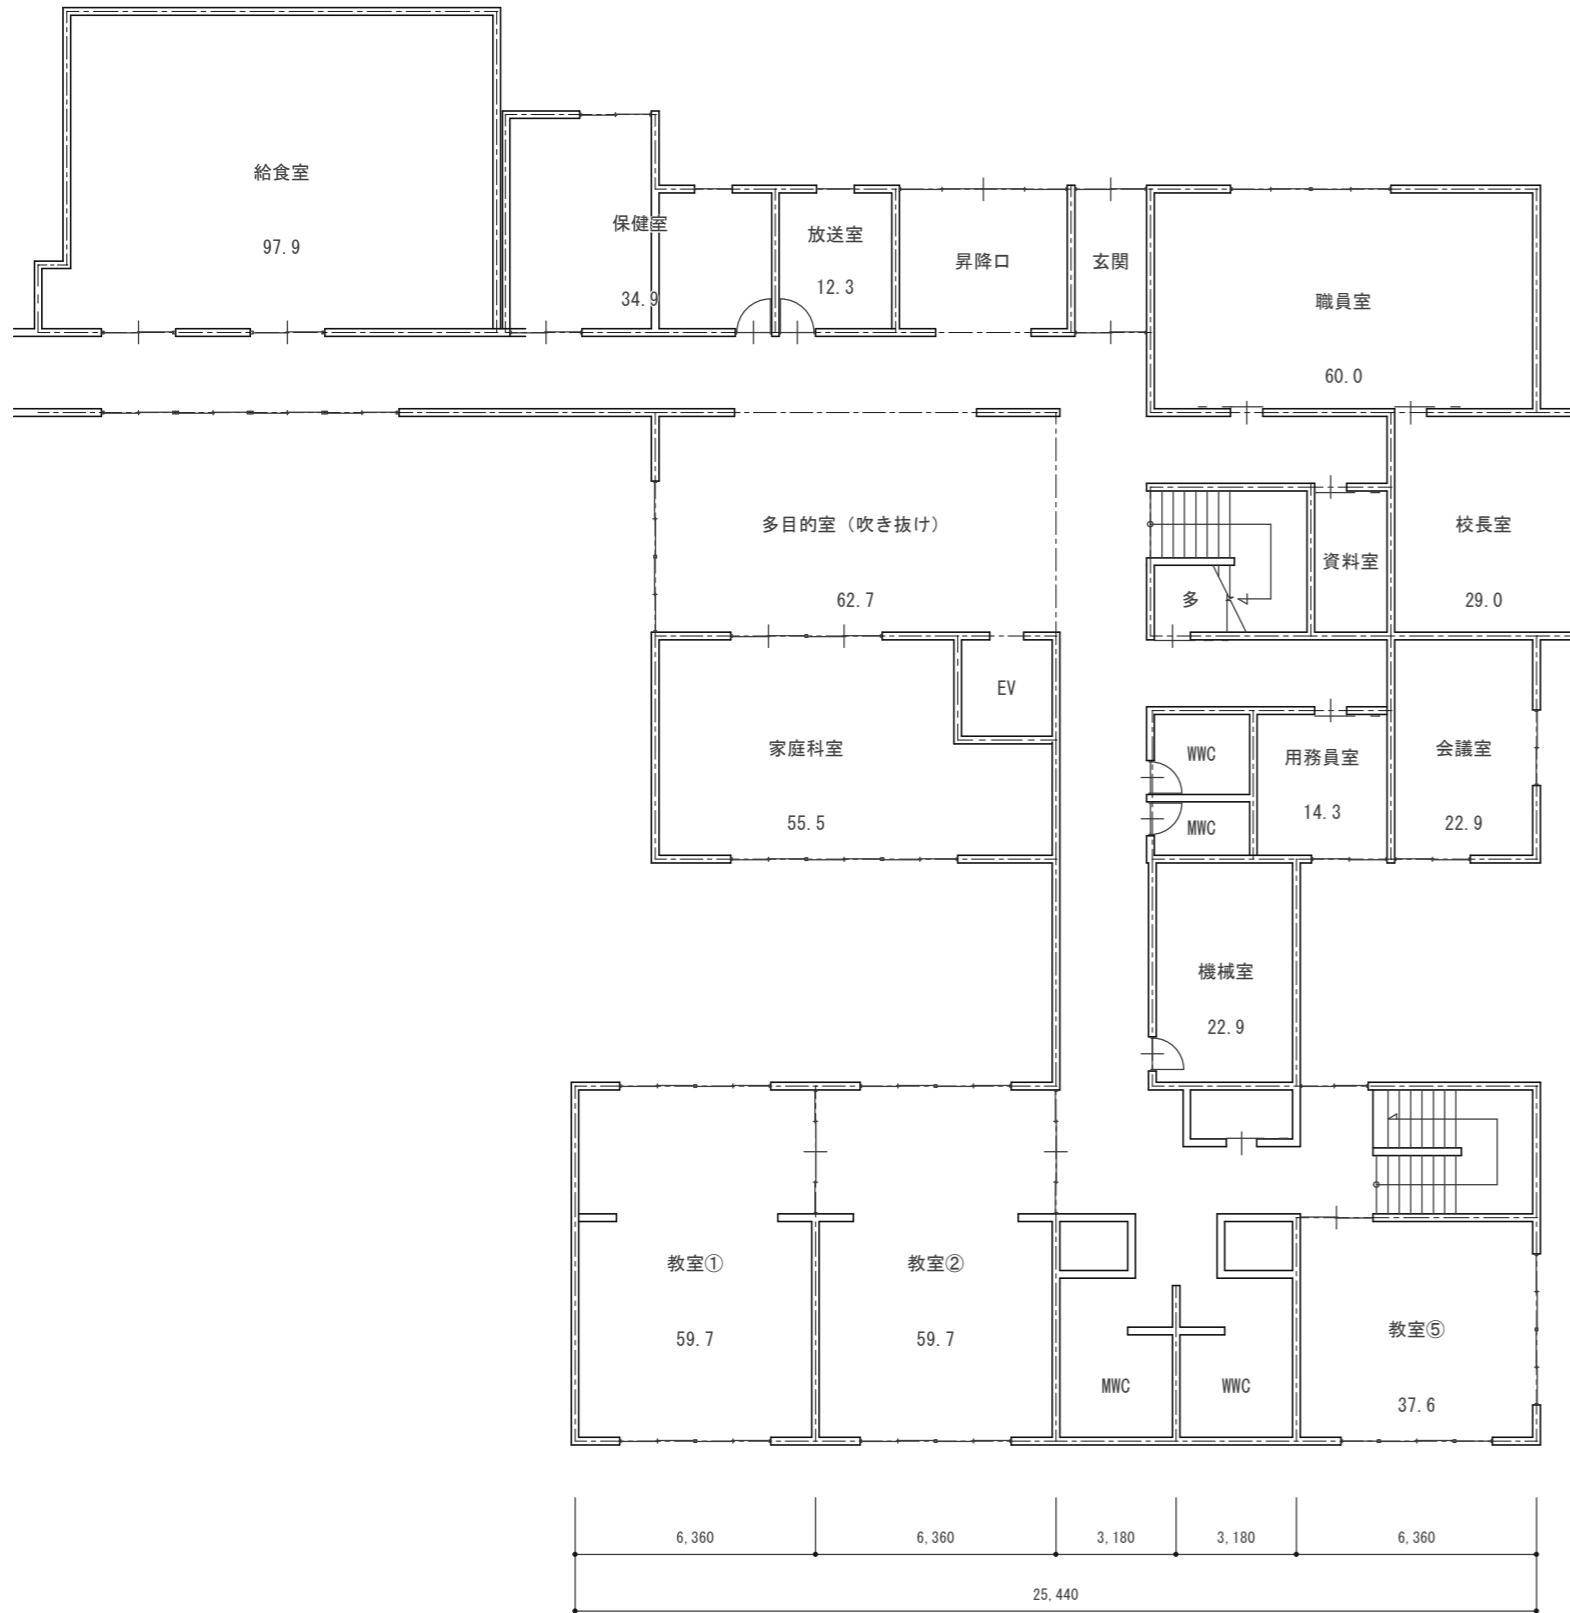 給食室
97.9
保健室
34.9
放送室
12.3
昇降口
玄関
職員室
60.0
多目的室（吹き抜け）
62.7
多
資料室
校長室
29.0
EV
家庭科室
55.5
WWC
MWC
用務員室
14.3
会議室
22.9
機械室
22.9
教室①
59.7
教室②
59.7
MWC
WWC
教室⑤
37.6
6,360
6,360
3,180
3,180
6,360
25,440